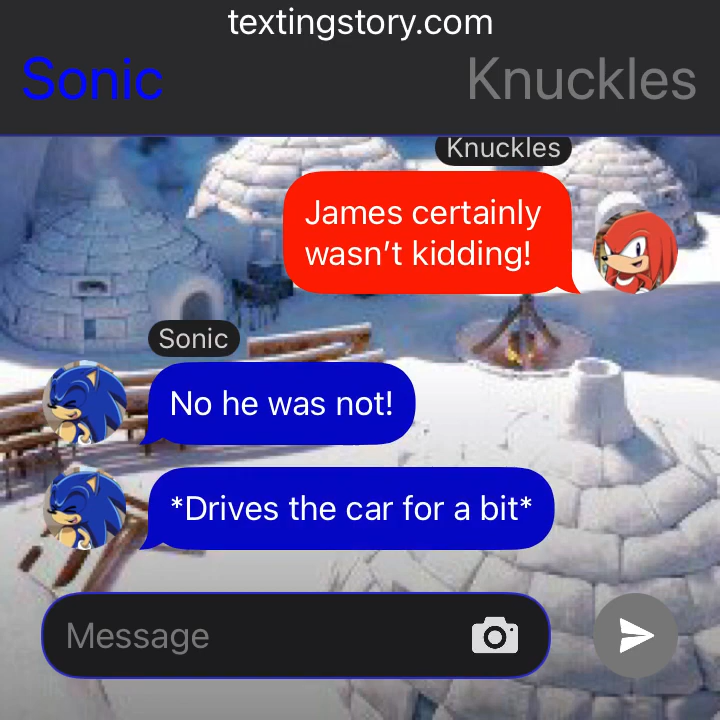 textingstory.com
Sonic
Knuckles
Knuckles
James certainly
wasn’t kidding!
Sonic
No he was not!
*Drives the car for a bit*
Message